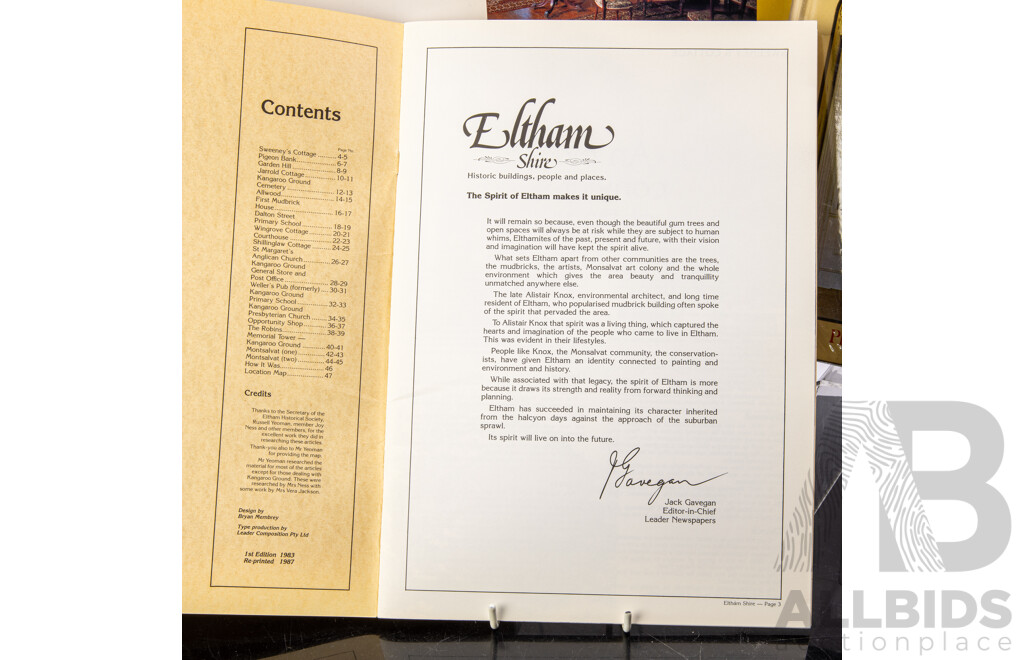 Contents
Page No.
Sweeney's Cottage ......... 4-5
Pigeon Bank .................. 6-7
Garden Hill .................... 8-9
Jarrold Cottage ........... 10-11
Kangaroo Ground
Cemetery .................. 12-13
Allwood ...................... 14-15
First Mudbrick
House ...................... 16-17
Dalton Street
Primary School ........... 18-19
Wingrove Cottage ........ 20-21
Courthouse ................. 22-23
Shillinglaw Cottage ...... 24-25
St Margaret's
Anglican Church ........... 26-27
Kangaroo Ground
General Store and
Post Office .................. 28-29
Weller's Pub (formerly) ... 30-31
Kangaroo Ground
Primary School ............ 32-33
Kangaroo Ground
Presbyterian Church ...... 34-35
Opportunity Shop .......... 36-37
The Robins ................... 38-39
Memorial Tower —
Kangaroo Ground .......... 40-41
Montsalvat (one) ........... 42-43
Montsalvat (two) ........... 44-45
How It Was .................... 46
Location Map ................. 47
Credits
Thanks to the Secretary of the
Eltham Historical Society,
Russell Yeoman, member Joy
Ness and other members, for the
excellent work they did in
researching these articles.
Thank you also to Mr Yeoman
for providing the map.
Mr Yeoman researched the
material for most of the articles
except for those dealing with
Kangaroo Ground. These were
researched by Mrs Ness with
some work by Mrs Vera Jackson.
Design by
Bryan Membrey
Type production by
Leader Composition Pty Ltd
1st Edition 1983
Re-printed 1987
Eltham
Shire
Historic buildings, people and places.
The Spirit of Eltham makes it unique.
It will remain so because, even though the beautiful gum trees and
open spaces will always be at risk while they are subject to human
whims, Elthamites of the past, present and future, with their vision
and imagination will have kept the spirit alive.
What sets Eltham apart from other communities are the trees,
the mudbricks, the artists, Monsalvat art colony and the whole
environment which gives the area beauty and tranquillity
unmatched anywhere else.
The late Alistair Knox, environmental architect, and long time
resident of Eltham, who popularised mudbrick building often spoke
of the spirit that pervaded the area.
To Alistair Knox that spirit was a living thing, which captured the
hearts and imagination of the people who came to live in Eltham.
This was evident in their lifestyles.
People like Knox, the Monsalvat community, the conservation-
ists, have given Eltham an identity connected to painting and
environment and history.
While associated with that legacy, the spirit of Eltham is more
because it draws its strength and reality from forward thinking and
planning.
Eltham has succeeded in maintaining its character inherited
from the halcyon days against the approach of the suburban
sprawl.
Its spirit will live on into the future.
JGavegan
Jack Gavegan
Editor-in-Chief
Leader Newspapers
Eltham Shire — Page 3
P
AB
ALLBIDS
auctionplace